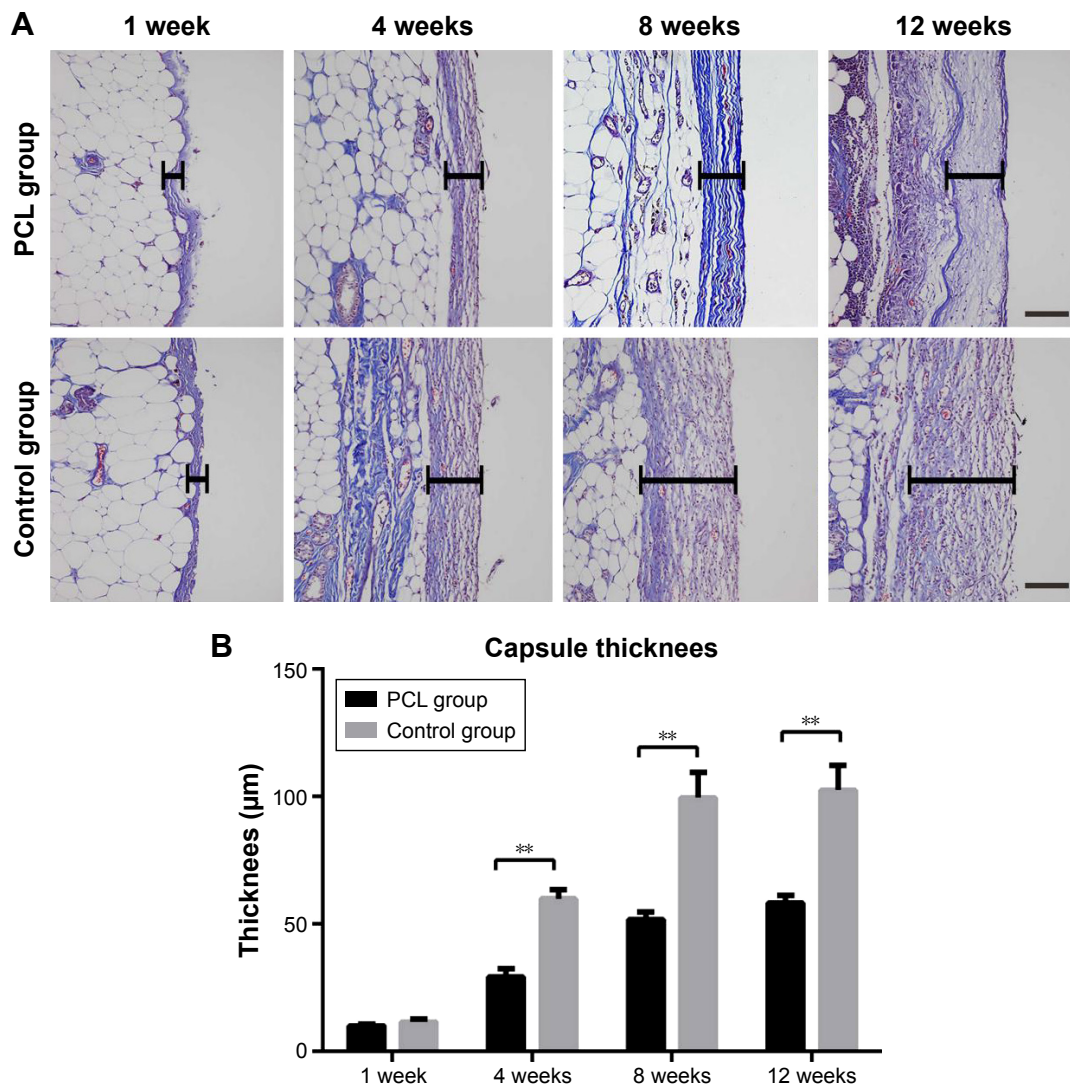 A
1 week 4 weeks 8 weeks 12 weeks
PCL group
Control group
B
Capsule thicknees
PCL group
Control group
Thicknees (µm)
150
100
50
0
** ** **
1 week 4 weeks 8 weeks 12 weeks